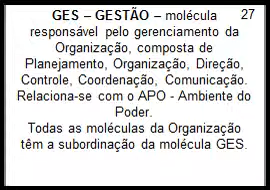 GES – GESTÃO – molécula 27
responsável pelo gerenciamento da
Organização, composta de
Planejamento, Organização, Direção,
Controle, Coordenação, Comunicação.
Relaciona-se com o APO - Ambiente do
Poder.
Todas as moléculas da Organização
têm a subordinação da molécula GES.